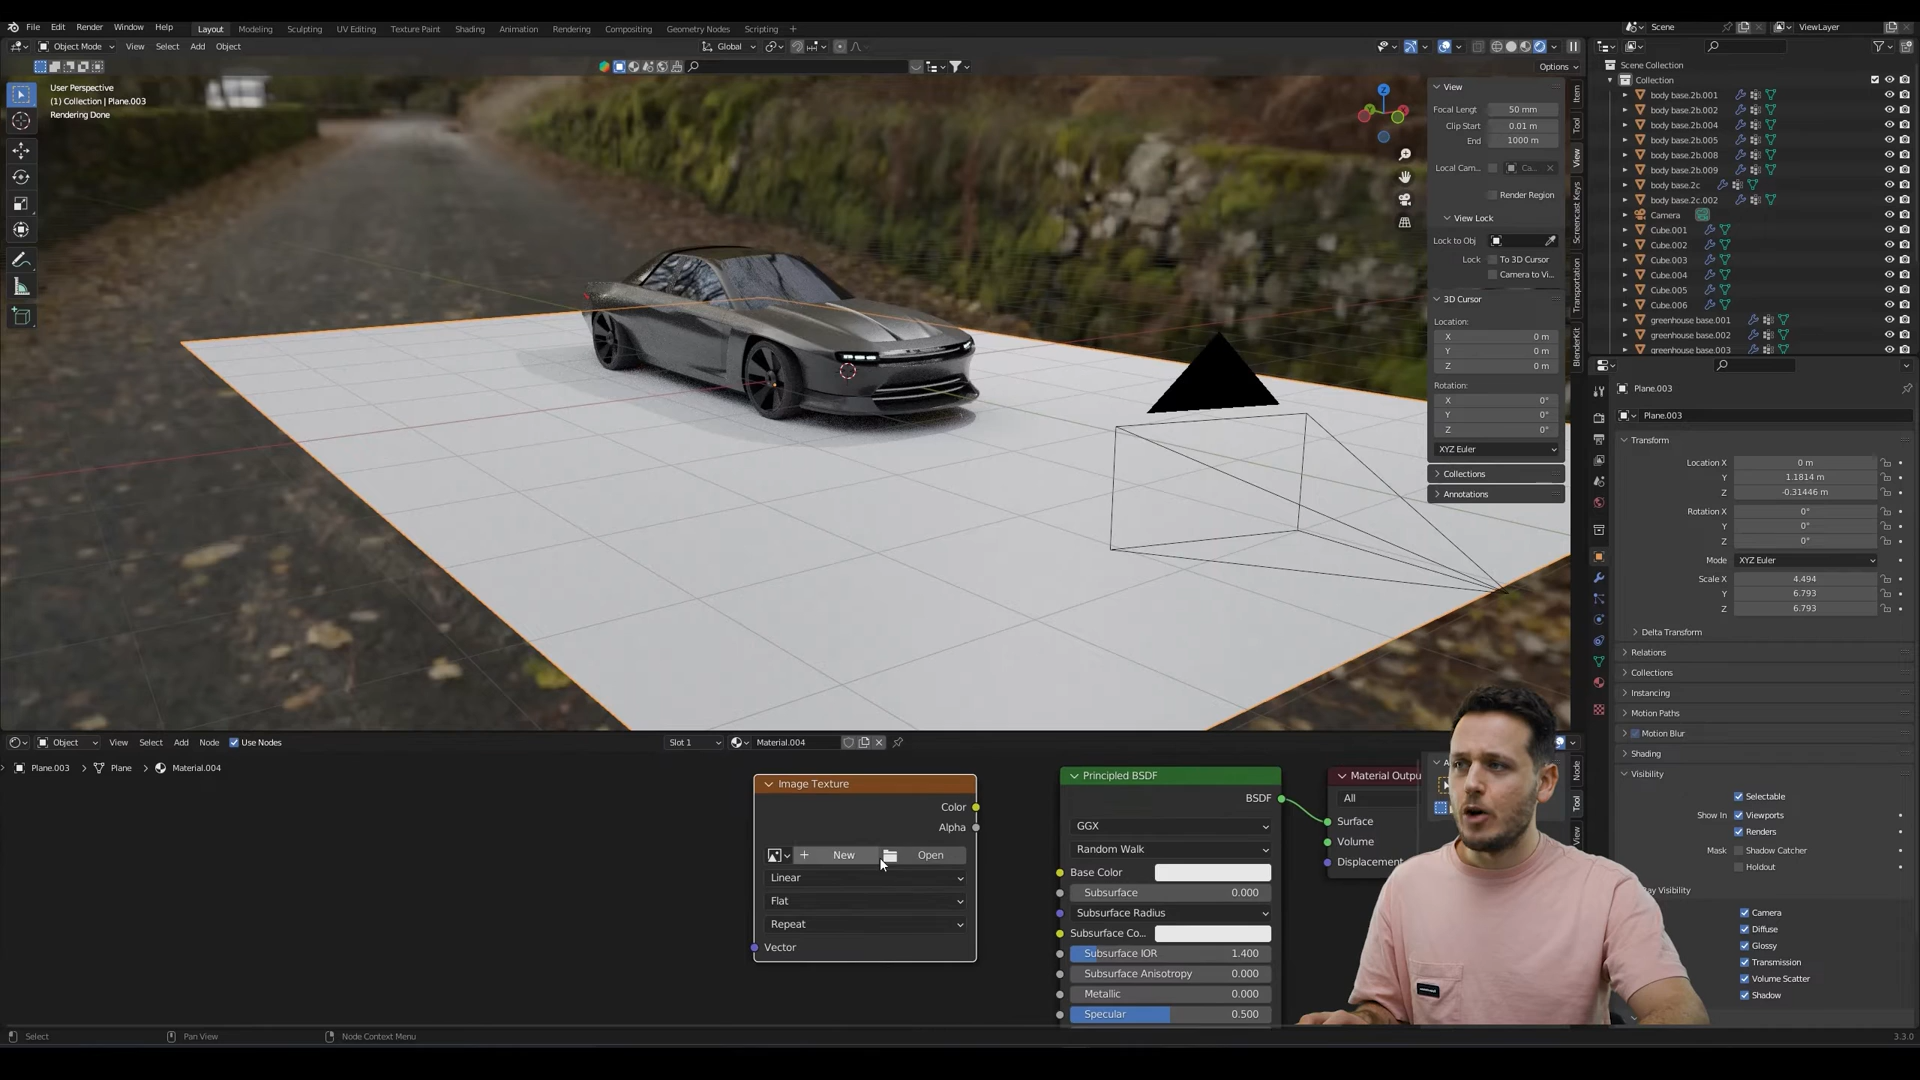 File Edit Render Window Help Layout Modeling Sculpting UV Editing Texture Paint Shading Animation Rendering Compositing Geometry Nodes Scripting + Scene ViewLayer
Object Mode View Select Add Object Global
Options
User Perspective
(1) Collection | Plane.003
Rendering Done
View
Focal Lengt 50 mm
Clip Start 0.01 m
End 1000 m
Local Cam... Ca...
Render Region
View Lock
Lock to Obj
Lock To 3D Cursor
Camera to Vi...
3D Cursor
Location:
X 0 m
Y 0 m
Z 0 m
Rotation:
X 0°
Y 0°
Z 0°
XYZ Euler
Collections
Annotations
Item
Tool
View
Screencast Keys
Transportation
BlenderKit
Scene Collection
Collection
body base.2b.001
body base.2b.002
body base.2b.004
body base.2b.005
body base.2b.008
body base.2b.009
body base.2c
body base.2c.002
Camera
Cube.001
Cube.002
Cube.003
Cube.004
Cube.005
Cube.006
greenhouse base.001
greenhouse base.002
greenhouse base.003
Plane.003
Plane.003
Transform
Location X 0 m
Y 1.1814 m
Z -0.31446 m
Rotation X 0°
Y 0°
Z 0°
Mode XYZ Euler
Scale X 4.494
Y 6.793
Z 6.793
Delta Transform
Relations
Collections
Instancing
Motion Paths
Motion Blur
Shading
Visibility
Selectable
Show In Viewports
Renders
Mask Shadow Catcher
Holdout
ay Visibility
Camera
Diffuse
Glossy
Transmission
Volume Scatter
Shadow
Object View Select Add Node Use Nodes Slot 1 Material.004
Plane.003 > Plane > Material.004
Image Texture
Color
Alpha
New Open
Linear
Flat
Repeat
Vector
Principled BSDF
BSDF
GGX
Random Walk
Base Color
Subsurface 0.000
Subsurface Radius
Subsurface Co...
Subsurface IOR 1.400
Subsurface Anisotropy 0.000
Metallic 0.000
Specular 0.500
Material Outpu
All
Surface
Volume
Displacement
A
Node
Tool
Select Pan View Node Context Menu 3.3.0